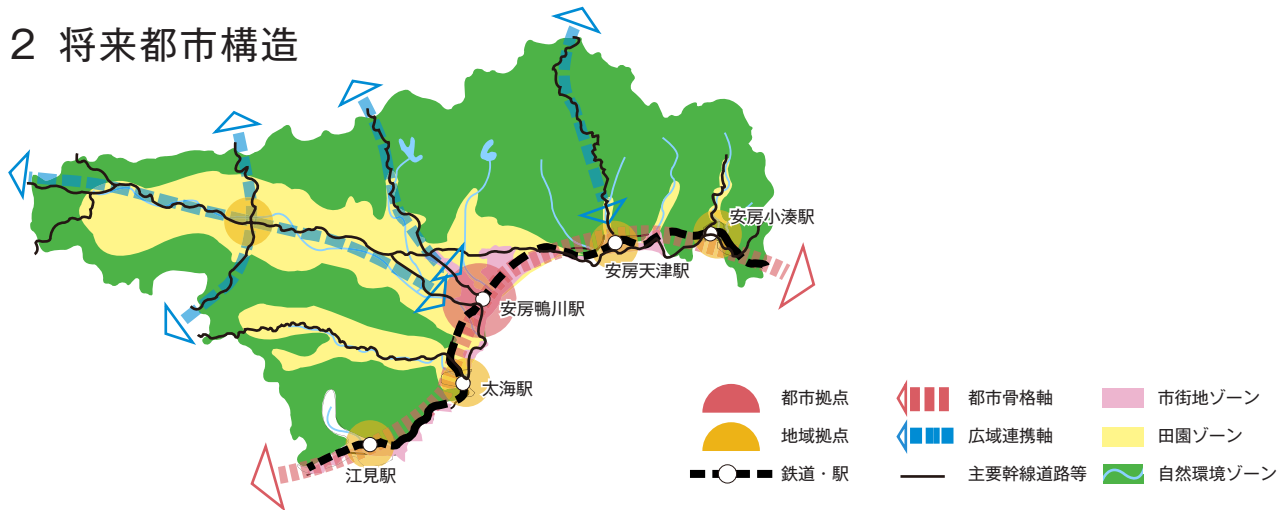 2 将来都市構造
安房小湊駅
安房天津駅
安房鴨川駅
太海駅
江見駅
都市拠点
都市骨格軸
市街地ゾーン
地域拠点
広域連携軸
田園ゾーン
鉄道・駅
主要幹線道路等
自然環境ゾーン